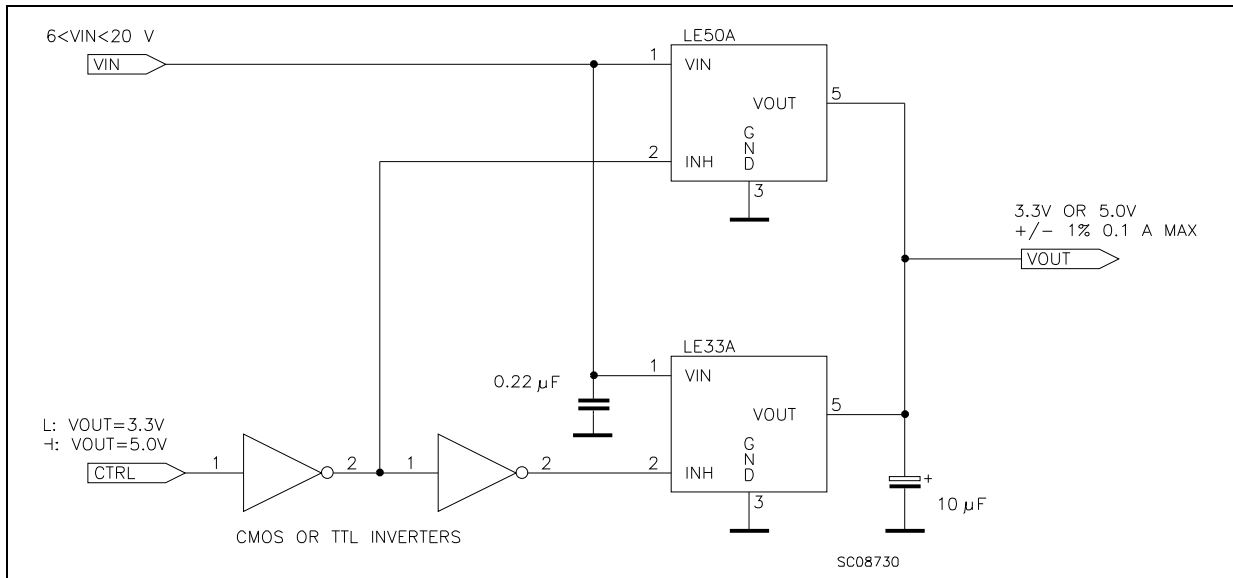 6<VIN<20 V
VIN
LE50A
1
VIN
VOUT
5
2
INH
GND
3
3.3V OR 5.0V
+/- 1% 0.1 A MAX
VOUT
LE33A
0.22 µF
1
VIN
VOUT
5
L: VOUT=3.3V
H: VOUT=5.0V
CTRL
1
2
1
2
2
INH
GND
3
+
10 µF
CMOS OR TTL INVERTERS
SC08730